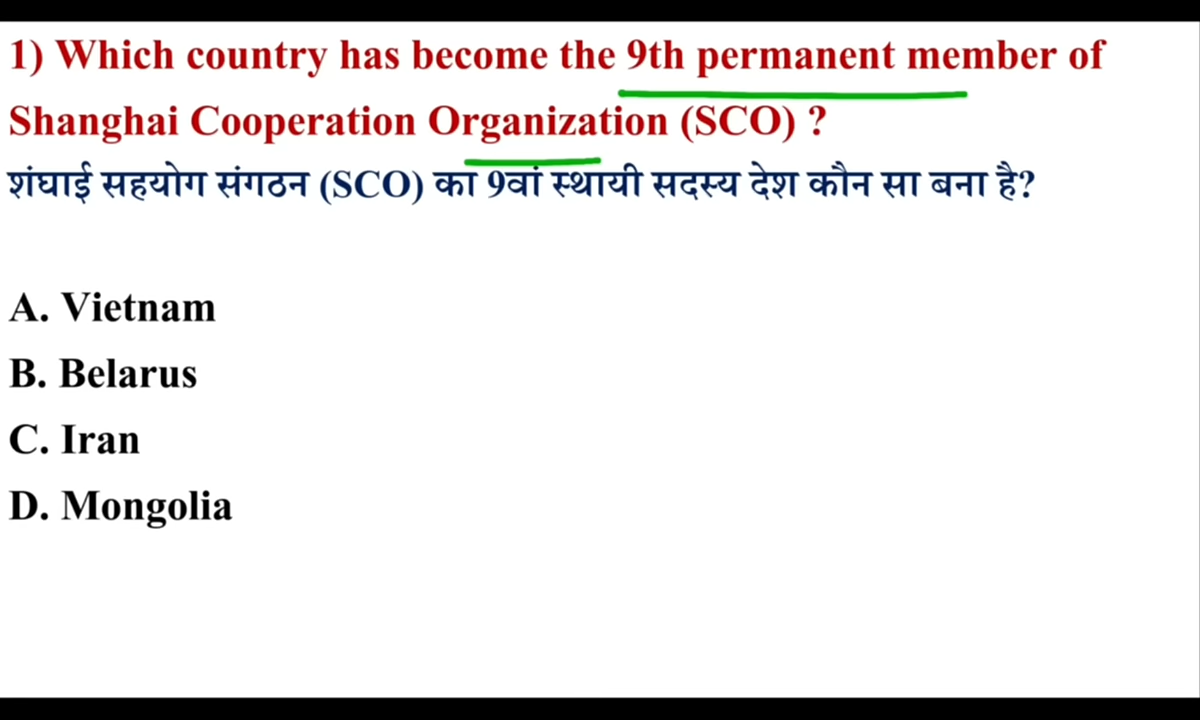 1) Which country has become the 9th permanent member of
Shanghai Cooperation Organization (SCO) ?
शंघाई सहयोग संगठन (SCO) का 9वां स्थायी सदस्य देश कौन सा बना है?
A. Vietnam
B. Belarus
C. Iran
D. Mongolia